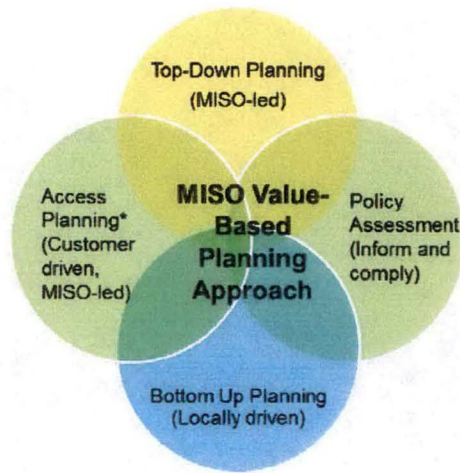 Top-Down Planning
(MISO-led)
Access
Planning*
(Customer
driven,
MISO-led)
MISO Value-
Based
Planning
Approach
Policy
Assessment
(Inform and
comply)
Bottom Up Planning
(Locally driven)